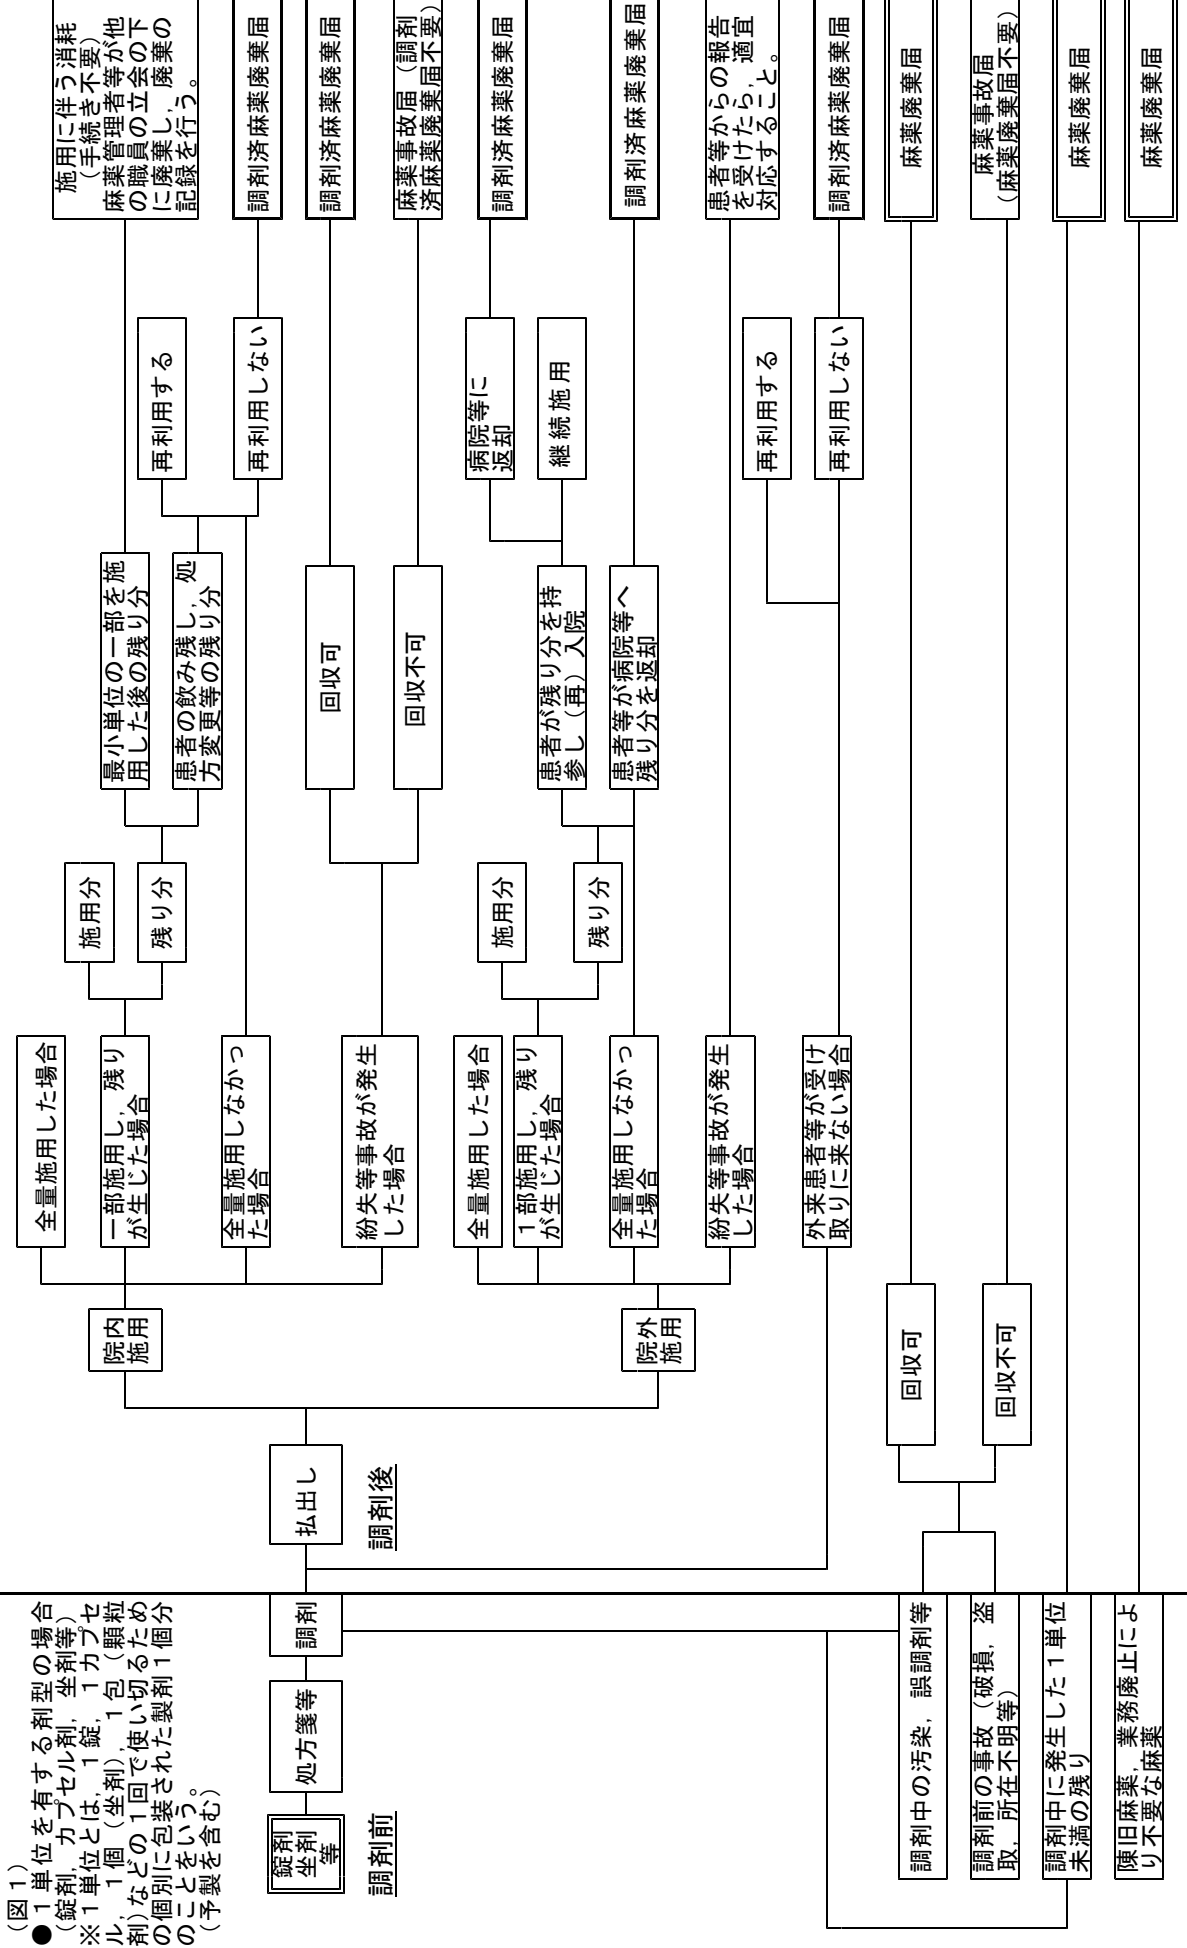 （図１）
●１単位を有する剤型の場合
（錠剤，カプセル剤，坐剤等）
※１単位とは，１錠，１カプセ
ル，１個（坐剤），１包（顆粒
剤）などの１回で使い切るため
の個別に包装された製剤１個分
のことをいう。
（予製を含む）
錠剤
坐剤
等
調剤前
処方箋等
調剤
払出し
調剤後
院内
施用
全量施用した場合
一部施用し，残り
が生じた場合
全量施用しなかっ
た場合
紛失等事故が発生
した場合
施用分
残り分
最小単位の一部を施
用した後の残り分
患者の飲み残し，処
方変更等の残り分
回収可
回収不可
再利用する
再利用しない
施用に伴う消耗
（手続き不要）
麻薬管理者等が他
の職員の立会の下
に廃棄し，廃棄の
記録を行う。
調剤済麻薬廃棄届
調剤済麻薬廃棄届
麻薬事故届（調剤
済麻薬廃棄届不要）
院外
施用
全量施用した場合
１部施用し，残り
が生じた場合
全量施用しなかっ
た場合
紛失等事故が発生
した場合
外来患者等が受け
取りに来ない場合
施用分
残り分
患者が残り分を持
参し（再）入院
患者等が病院等へ
残り分を返却
病院等に
返却
継続施用
再利用する
再利用しない
調剤済麻薬廃棄届
調剤済麻薬廃棄届
患者等からの報告
を受けたら，適宜
対応すること。
調剤済麻薬廃棄届
調剤中の汚染，誤調剤等
調剤前の事故（破損，盗
取，所在不明等）
調剤中に発生した１単位
未満の残り
陳旧麻薬，業務廃止によ
り不要な麻薬
回収可
回収不可
麻薬廃棄届
麻薬事故届
（麻薬廃棄届不要）
麻薬廃棄届
麻薬廃棄届